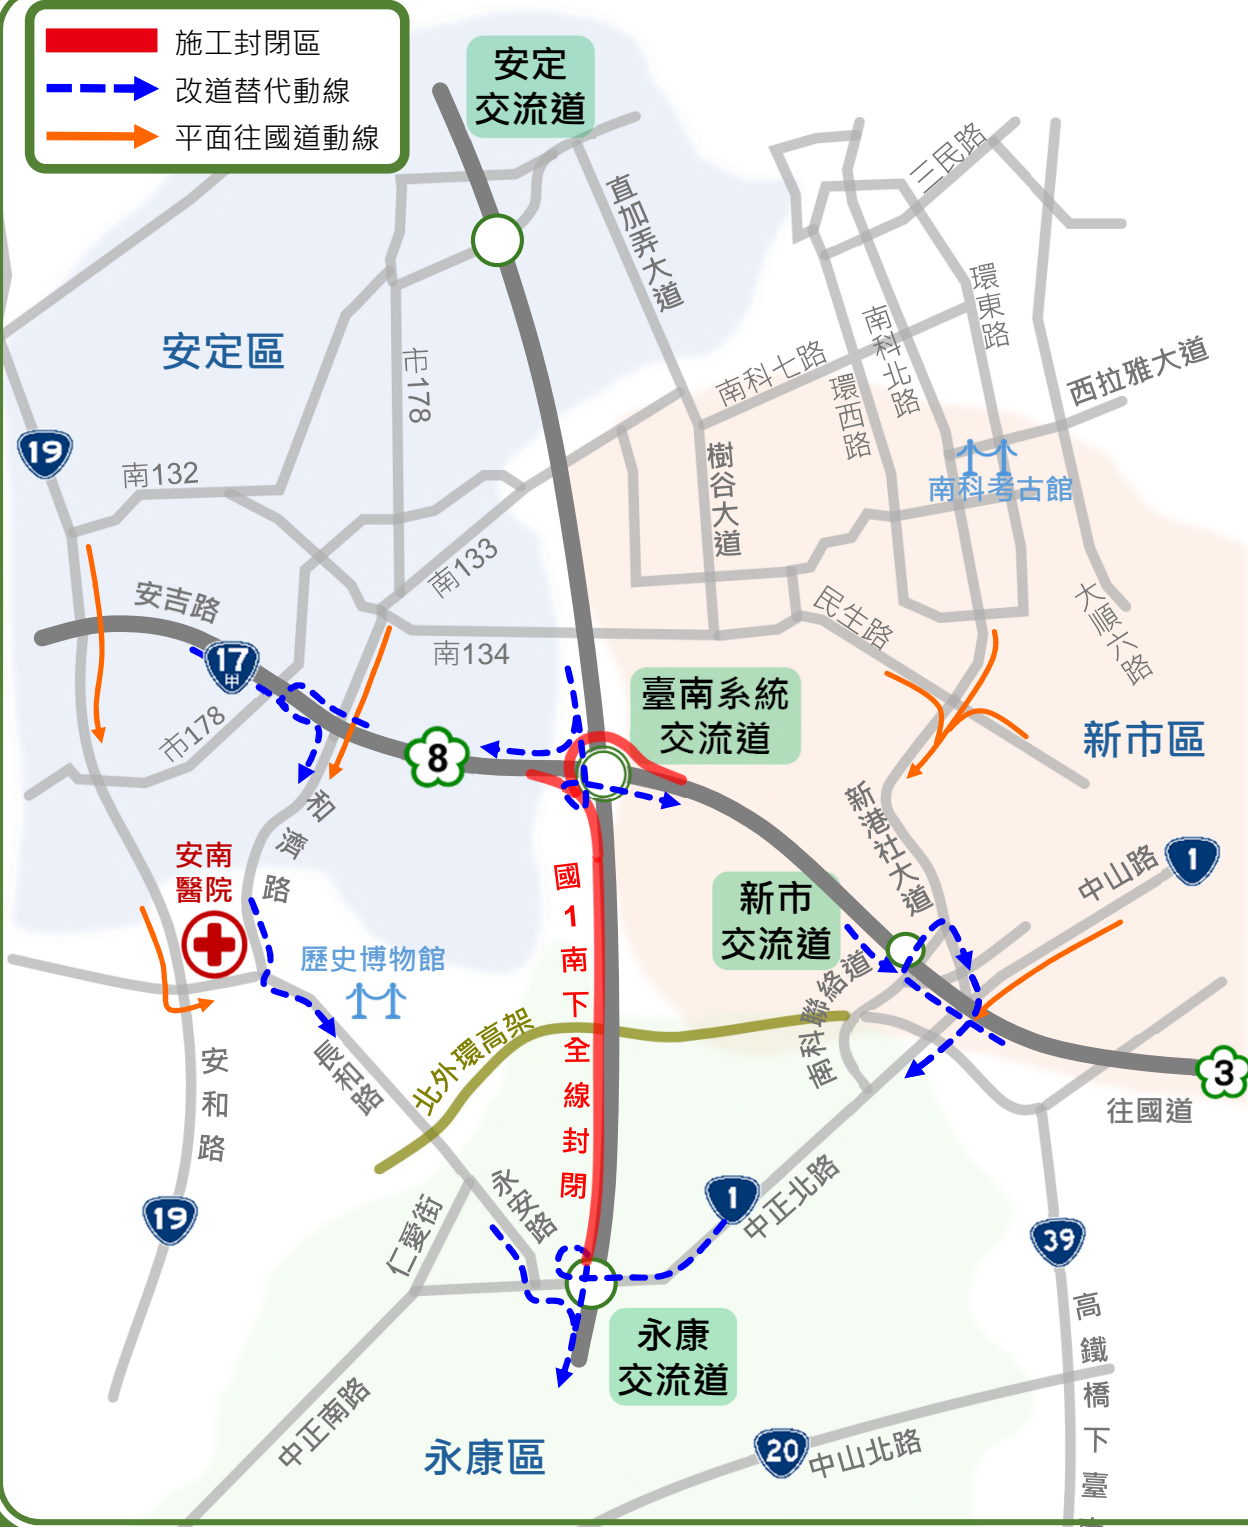 施工封閉區
改道替代動線
平面往國道動線
安定
交流道
三民路
直加弄大道
環東路
南科北路
安定區
市178
南科七路
環西路
西拉雅大道
19
南132
樹谷大道
南科考古館
南133
安吉路
民生路
大順六路
17
甲
南134
臺南系統
交流道
市178
8
新市區
和濟路
新港社大道
安南
醫院
國1南下全線封閉
中山路
1
新市
交流道
歷史博物館
南科聯絡道
北外環高架
長和路
安和路
3
往國道
永安路
仁愛街
1
中正北路
19
39
高鐵橋下臺
永康
交流道
中正南路
永康區
20
中山北路